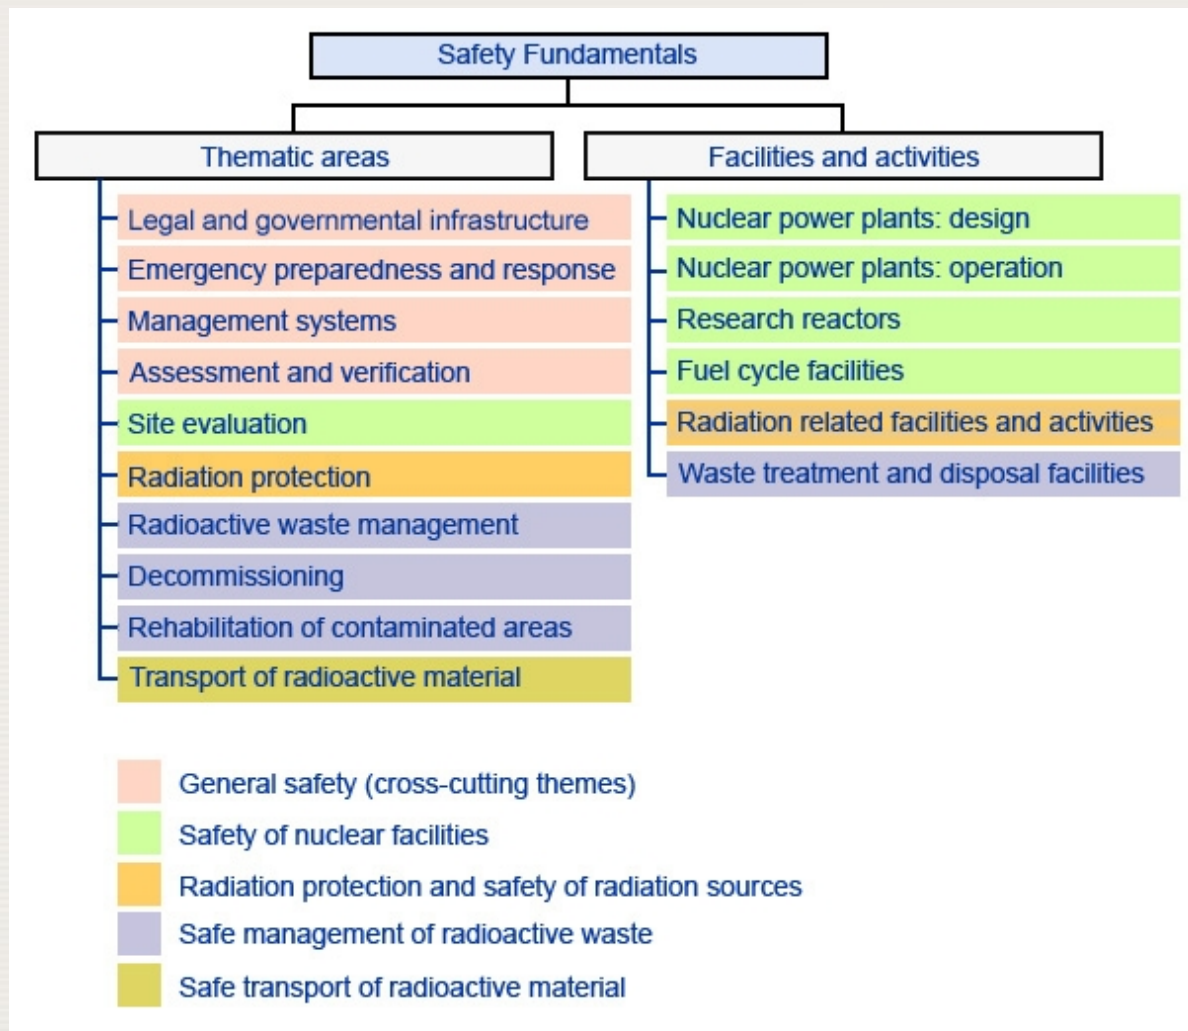 Safety Fundamentals
Thematic areas
Legal and governmental infrastructure
Emergency preparedness and response
Management systems
Assessment and verification
Site evaluation
Radiation protection
Radioactive waste management
Decommissioning
Rehabilitation of contaminated areas
Transport of radioactive material
Facilities and activities
Nuclear power plants: design
Nuclear power plants: operation
Research reactors
Fuel cycle facilities
Radiation related facilities and activities
Waste treatment and disposal facilities
General safety (cross-cutting themes)
Safety of nuclear facilities
Radiation protection and safety of radiation sources
Safe management of radioactive waste
Safe transport of radioactive material